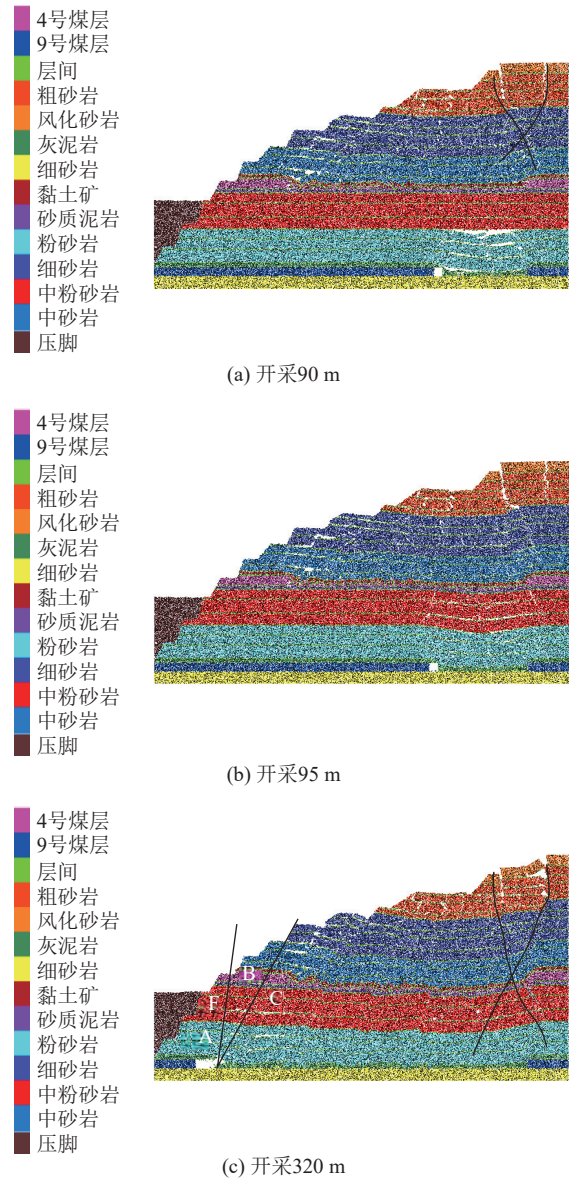 4号煤层
9号煤层
层间
粗砂岩
风化砂岩
灰泥岩
细砂岩
黏土矿
砂质泥岩
粉砂岩
细砂岩
中粉砂岩
中砂岩
压脚
(a) 开采90 m
4号煤层
9号煤层
层间
粗砂岩
风化砂岩
灰泥岩
细砂岩
黏土矿
砂质泥岩
粉砂岩
细砂岩
中粉砂岩
中砂岩
压脚
(b) 开采95 m
4号煤层
9号煤层
层间
粗砂岩
风化砂岩
灰泥岩
细砂岩
黏土矿
砂质泥岩
粉砂岩
细砂岩
中粉砂岩
中砂岩
压脚
B
F
C
A
(c) 开采320 m